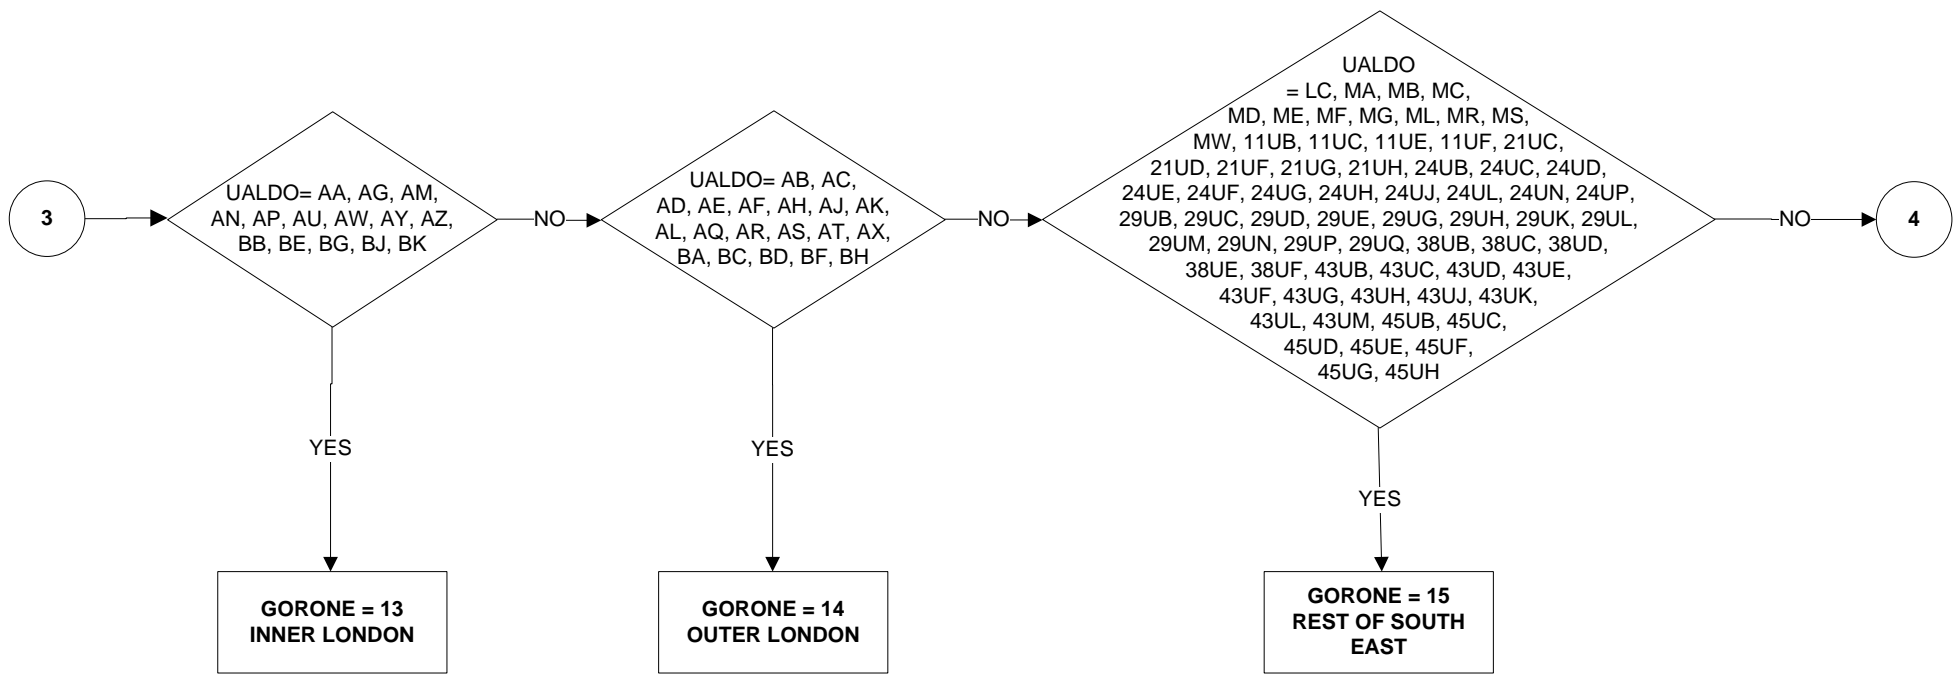 3
UALDO= AA, AG, AM,
AN, AP, AU, AW, AY, AZ,
BB, BE, BG, BJ, BK
NO
UALDO= AB, AC,
AD, AE, AF, AH, AJ, AK,
AL, AQ, AR, AS, AT, AX,
BA, BC, BD, BF, BH
NO
UALDO
= LC, MA, MB, MC,
MD, ME, MF, MG, ML, MR, MS,
MW, 11UB, 11UC, 11UE, 11UF, 21UC,
21UD, 21UF, 21UG, 21UH, 24UB, 24UC, 24UD,
24UE, 24UF, 24UG, 24UH, 24UJ, 24UL, 24UN, 24UP,
29UB, 29UC, 29UD, 29UE, 29UG, 29UH, 29UK, 29UL,
29UM, 29UN, 29UP, 29UQ, 38UB, 38UC, 38UD,
38UE, 38UF, 43UB, 43UC, 43UD, 43UE,
43UF, 43UG, 43UH, 43UJ, 43UK,
43UL, 43UM, 45UB, 45UC,
45UD, 45UE, 45UF,
45UG, 45UH
NO
4
YES
YES
YES
GORONE = 13
INNER LONDON
GORONE = 14
OUTER LONDON
GORONE = 15
REST OF SOUTH
EAST